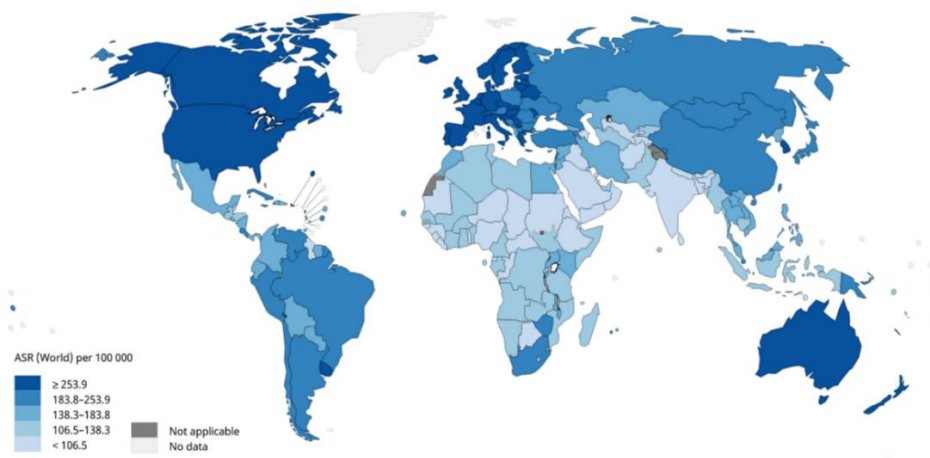 ASR (World) per 100 000
≥ 253.9
183.8–253.9
138.3–183.8
106.5–138.3
< 106.5
Not applicable
No data